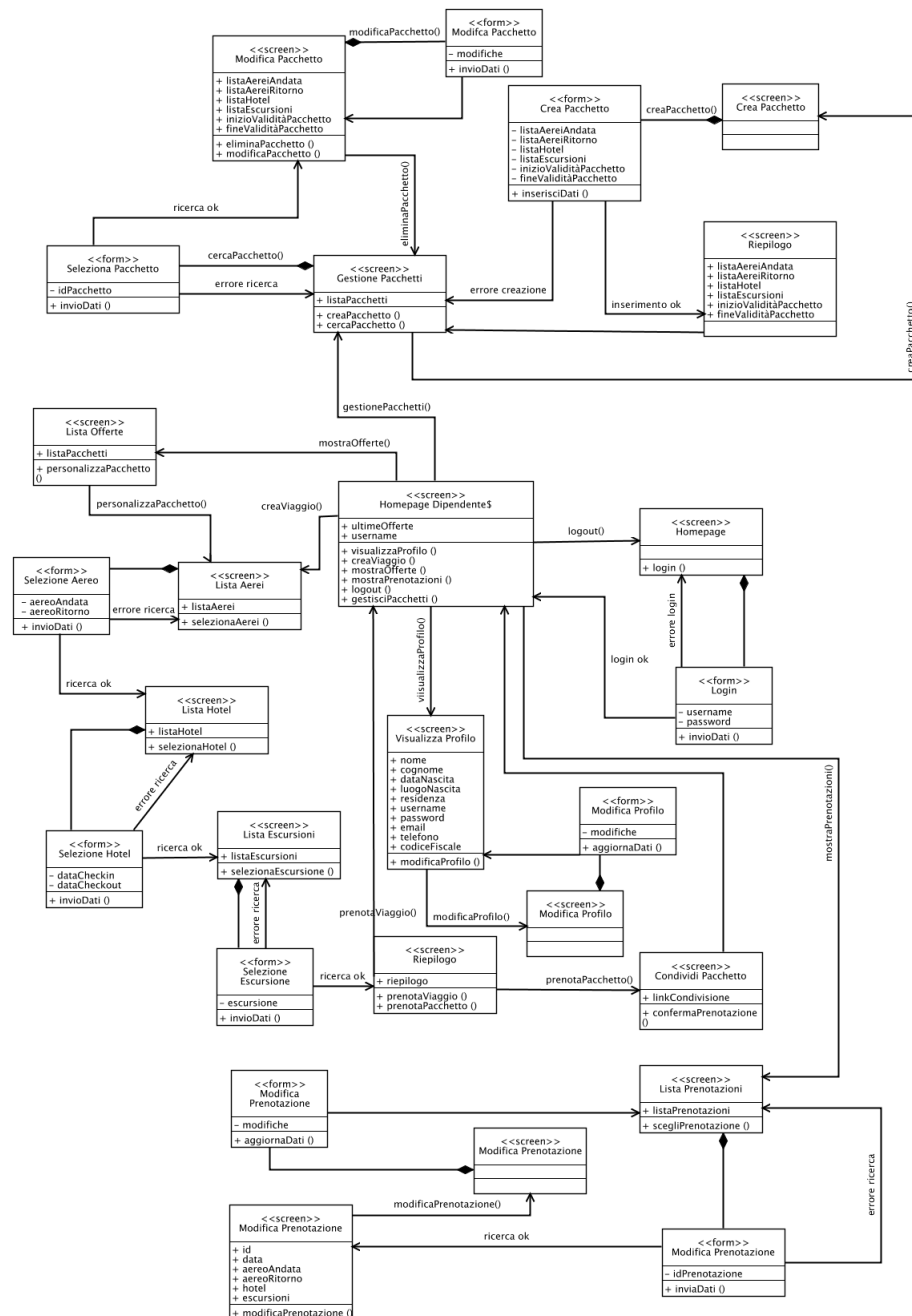 <<screen>>
Modifica Pacchetto
+ listaAereiAndata
+ listaAereiRitorno
+ listaHotel
+ listaEscursioni
+ inizioValiditàPacchetto
+ fineValiditàPacchetto
+ eliminaPacchetto ()
+ modificaPacchetto ()
modificaPacchetto()
<<form>>
Modifca Pacchetto
− modifiche
+ invioDati ()
<<form>>
Crea Pacchetto
− listaAereiAndata
− listaAereiRitorno
− listaHotel
− listaEscursioni
− inizioValiditàPacchetto
− fineValiditàPacchetto
+ inserisciDati ()
creaPacchetto()
<<screen>>
Crea Pacchetto
ricerca ok
eliminaPacchetto()
<<form>>
Seleziona Pacchetto
− idPacchetto
+ invioDati ()
cercaPacchetto()
errore ricerca
<<screen>>
Gestione Pacchetti
+ listaPacchetti
+ creaPacchetto ()
+ cercaPacchetto ()
errore creazione
inserimento ok
<<screen>>
Riepilogo
+ listaAereiAndata
+ listaAereiRitorno
+ listaHotel
+ listaEscursioni
+ inizioValiditàPacchetto
+ fineValiditàPacchetto
creaPacchetto()
gestionePacchetti()
<<screen>>
Lista Offerte
+ listaPacchetti
+ personalizzaPacchetto
()
mostraOfferte()
personalizzaPacchetto()
creaViaggio()
<<screen>>
Homepage Dipendente$
+ ultimeOfferte
+ username
+ visualizzaProfilo ()
+ creaViaggio ()
+ mostraOfferte ()
+ mostraPrenotazioni ()
+ logout ()
+ gestisciPacchetti ()
logout()
<<screen>>
Homepage
+ login ()
<<form>>
Selezione Aereo
− aereoAndata
− aereoRitorno
+ invioDati ()
errore ricerca
<<screen>>
Lista Aerei
+ listaAerei
+ selezionaAerei ()
errore login
login ok
<<form>>
Login
− username
− password
+ invioDati ()
viisualizzaProfilo()
ricerca ok
<<screen>>
Lista Hotel
+ listaHotel
+ selezionaHotel ()
errore ricerca
<<screen>>
Visualizza Profilo
+ nome
+ cognome
+ dataNascita
+ luogoNascita
+ residenza
+ username
+ password
+ email
+ telefono
+ codiceFiscale
+ modificaProfilo ()
mostraPrenotazioni()
<<form>>
Modifica Profilo
− modifiche
+ aggiornaDati ()
<<form>>
Selezione Hotel
− dataCheckin
− dataCheckout
+ invioDati ()
ricerca ok
<<screen>>
Lista Escursioni
+ listaEscursioni
+ selezionaEscursione ()
errore ricerca
prenotaViaggio()
modificaProfilo()
<<screen>>
Modifica Profilo
<<form>>
Selezione
Escursione
− escursione
+ invioDati ()
ricerca ok
<<screen>>
Riepilogo
+ riepilogo
+ prenotaViaggio ()
+ prenotaPacchetto ()
prenotaPacchetto()
<<screen>>
Condividi Pacchetto
+ linkCondivisione
+ confermaPrenotazione
()
<<form>>
Modifica
Prenotazione
− modifiche
+ aggiornaDati ()
<<screen>>
Lista Prenotazioni
+ listaPrenotazioni
+ scegliPrenotazione ()
<<screen>>
Modifica Prenotazione
errore ricerca
modificaPrenotazione()
<<screen>>
Modifica Prenotazione
+ id
+ data
+ aereoAndata
+ aereoRitorno
+ hotel
+ escursioni
+ modificaPrenotazione ()
ricerca ok
<<form>>
Modifica Prenotazione
− idPrenotazione
+ inviaDati ()